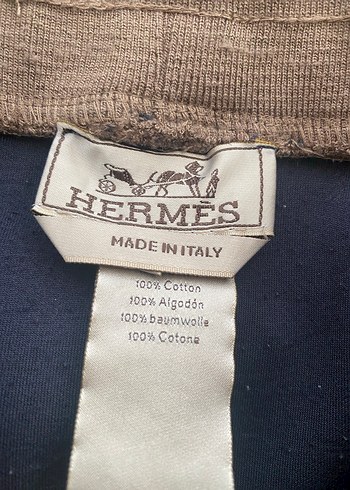 HERMÈS
MADE IN ITALY
100% Cotton
100% Algodón
100% baumwolle
100% Cotone